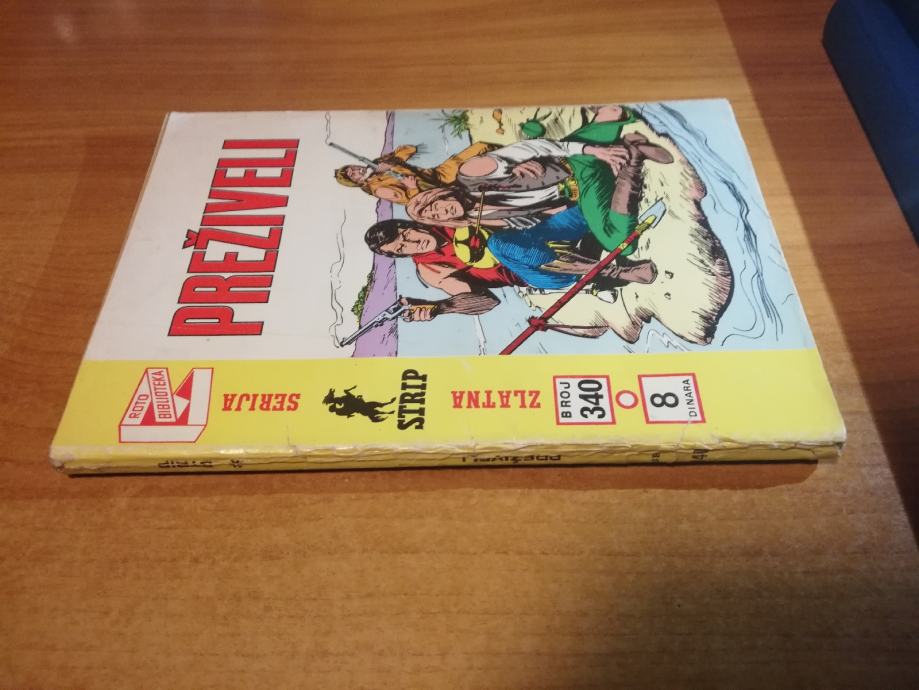 PREŽIVELI
ROTO
BIBLIOTEKA
ZLATNA
STRIP
SERIJA
BROJ
340
8
DINARA